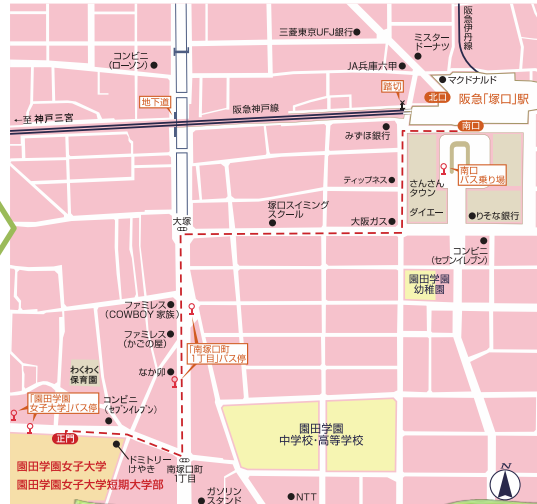 阪急伊丹線
三菱東京UFJ銀行
ミスター
ドーナツ
コンビニ
(ローソン)
JA兵庫六甲
マクドナルド
踏切
北口
阪急「塚口」駅
地下道
阪急神戸線
←至 神戸三宮
南口
みずほ銀行
南口
バス乗り場
ティップネス
さんさん
タウン
ダイエー
塚口スイミング
スクール
大阪ガス
りそな銀行
大塚
コンビニ
(セブンイレブン)
園田学園
幼稚園
ファミレス
(COWBOY 家族)
ファミレス
(かごの屋)
「南塚口町
1丁目」バス停
なか卯
わくわく
保育園
「園田学園
女子大学」バス停
コンビニ
(セブンイレブン)
園田学園
中学校・高等学校
正門
ドミトリー
けやき
南塚口町
1丁目
園田学園女子大学
園田学園女子大学短期大学部
ガソリン
スタンド
NTT
N